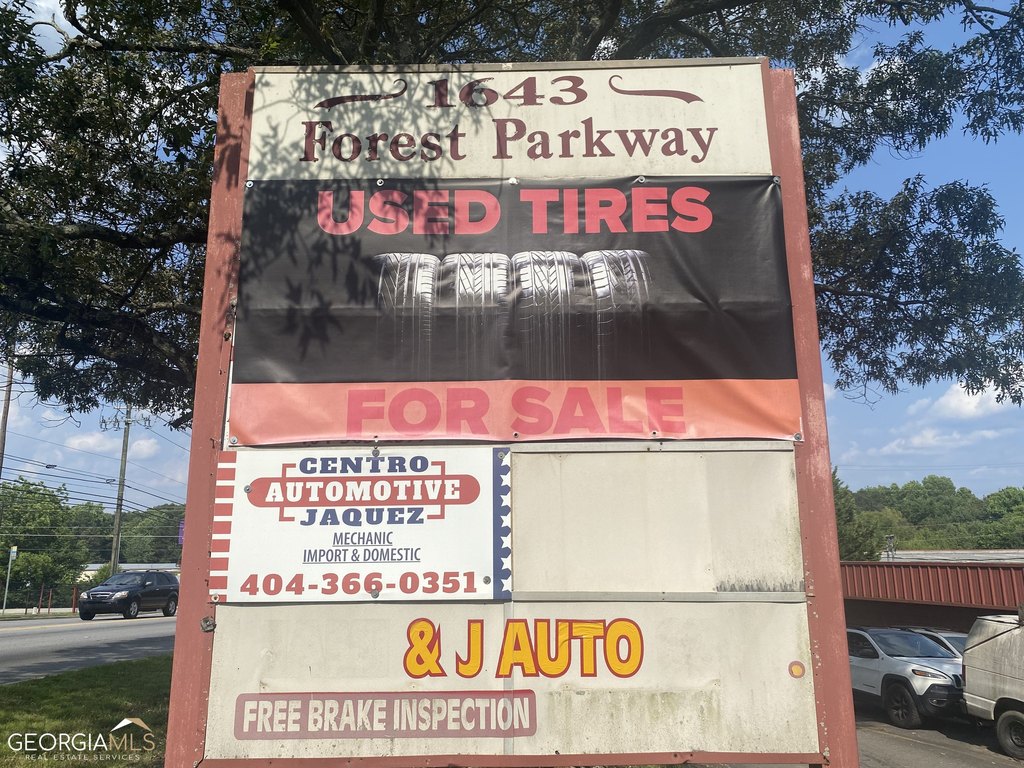 1643
Forest Parkway
USED TIRES
FOR SALE
CENTRO
AUTOMOTIVE
JAQUEZ
MECHANIC
IMPORT & DOMESTIC
404-366-0351
& J AUTO
FREE BRAKE INSPECTION
GEORGIAMLS
REAL ESTATE SERVICES